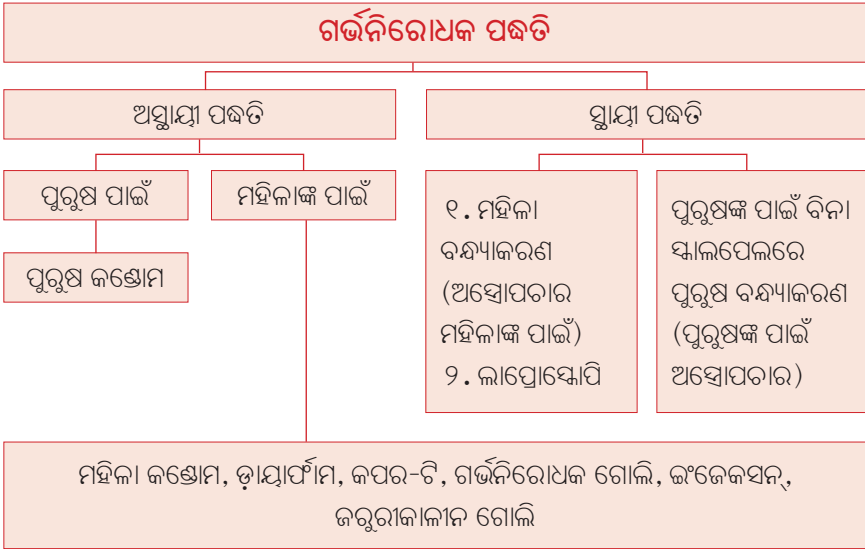 ଗର୍ଭନିରୋଧକ ପଦ୍ଧତି
ଅସ୍ଥାୟୀ ପଦ୍ଧତି
ସ୍ଥାୟୀ ପଦ୍ଧତି
ପୁରୁଷ ପାଇଁ
ମହିଳାଙ୍କ ପାଇଁ
ପୁରୁଷ କଣ୍ଡୋମ
୧. ମହିଳା
ବନ୍ଧ୍ୟାକରଣ
(ଅସ୍ତ୍ରୋପଚାର
ମହିଳାଙ୍କ ପାଇଁ)
୨. ଲାପ୍ରୋସ୍କୋପି
ପୁରୁଷଙ୍କ ପାଇଁ ବିନା
ସ୍କାଲପେଲରେ
ପୁରୁଷ ବନ୍ଧ୍ୟାକରଣ
(ପୁରୁଷଙ୍କ ପାଇଁ
ଅସ୍ତ୍ରୋପଚାର)
ମହିଳା କଣ୍ଡୋମ, ଡ଼ାୟାର୍ଫାମ, କପର-ଟି, ଗର୍ଭନିରୋଧକ ଗୋଲି, ଇଂଜେକସନ୍,
ଜରୁରୀକାଳୀନ ଗୋଲି